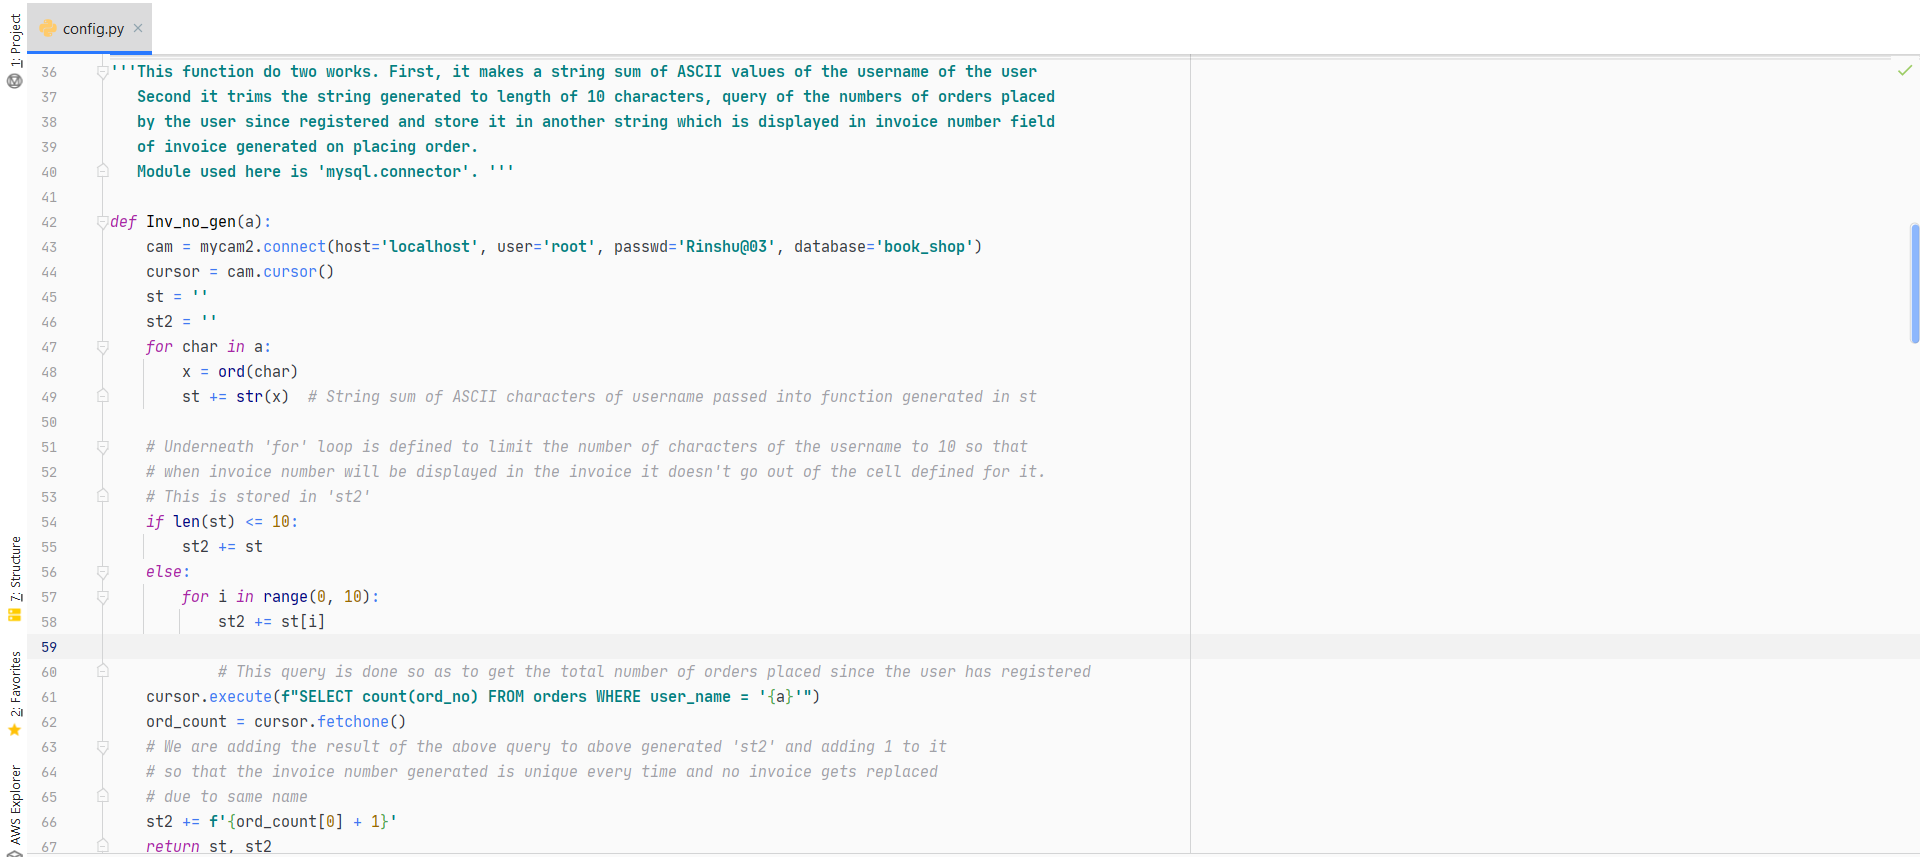 config.py
1: Project
7: Structure
2: Favorites
AWS Explorer
36 '''This function do two works. First, it makes a string sum of ASCII values of the username of the user
37 Second it trims the string generated to length of 10 characters, query of the numbers of orders placed
38 by the user since registered and store it in another string which is displayed in invoice number field
39 of invoice generated on placing order.
40 Module used here is 'mysql.connector'. '''
41
42 def Inv_no_gen(a):
43 cam = mycam2.connect(host='localhost', user='root', passwd='Rinshu@03', database='book_shop')
44 cursor = cam.cursor()
45 st = ''
46 st2 = ''
47 for char in a:
48 x = ord(char)
49 st += str(x)  # String sum of ASCII characters of username passed into function generated in st
50
51 # Underneath 'for' loop is defined to limit the number of characters of the username to 10 so that
52 # when invoice number will be displayed in the invoice it doesn't go out of the cell defined for it.
53 # This is stored in 'st2'
54 if len(st) <= 10:
55 st2 += st
56 else:
57 for i in range(0, 10):
58 st2 += st[i]
59
60 # This query is done so as to get the total number of orders placed since the user has registered
61 cursor.execute(f"SELECT count(ord_no) FROM orders WHERE user_name = '{a}'")
62 ord_count = cursor.fetchone()
63 # We are adding the result of the above query to above generated 'st2' and adding 1 to it
64 # so that the invoice number generated is unique every time and no invoice gets replaced
65 # due to same name
66 st2 += f'{ord_count[0] + 1}'
67 return st, st2